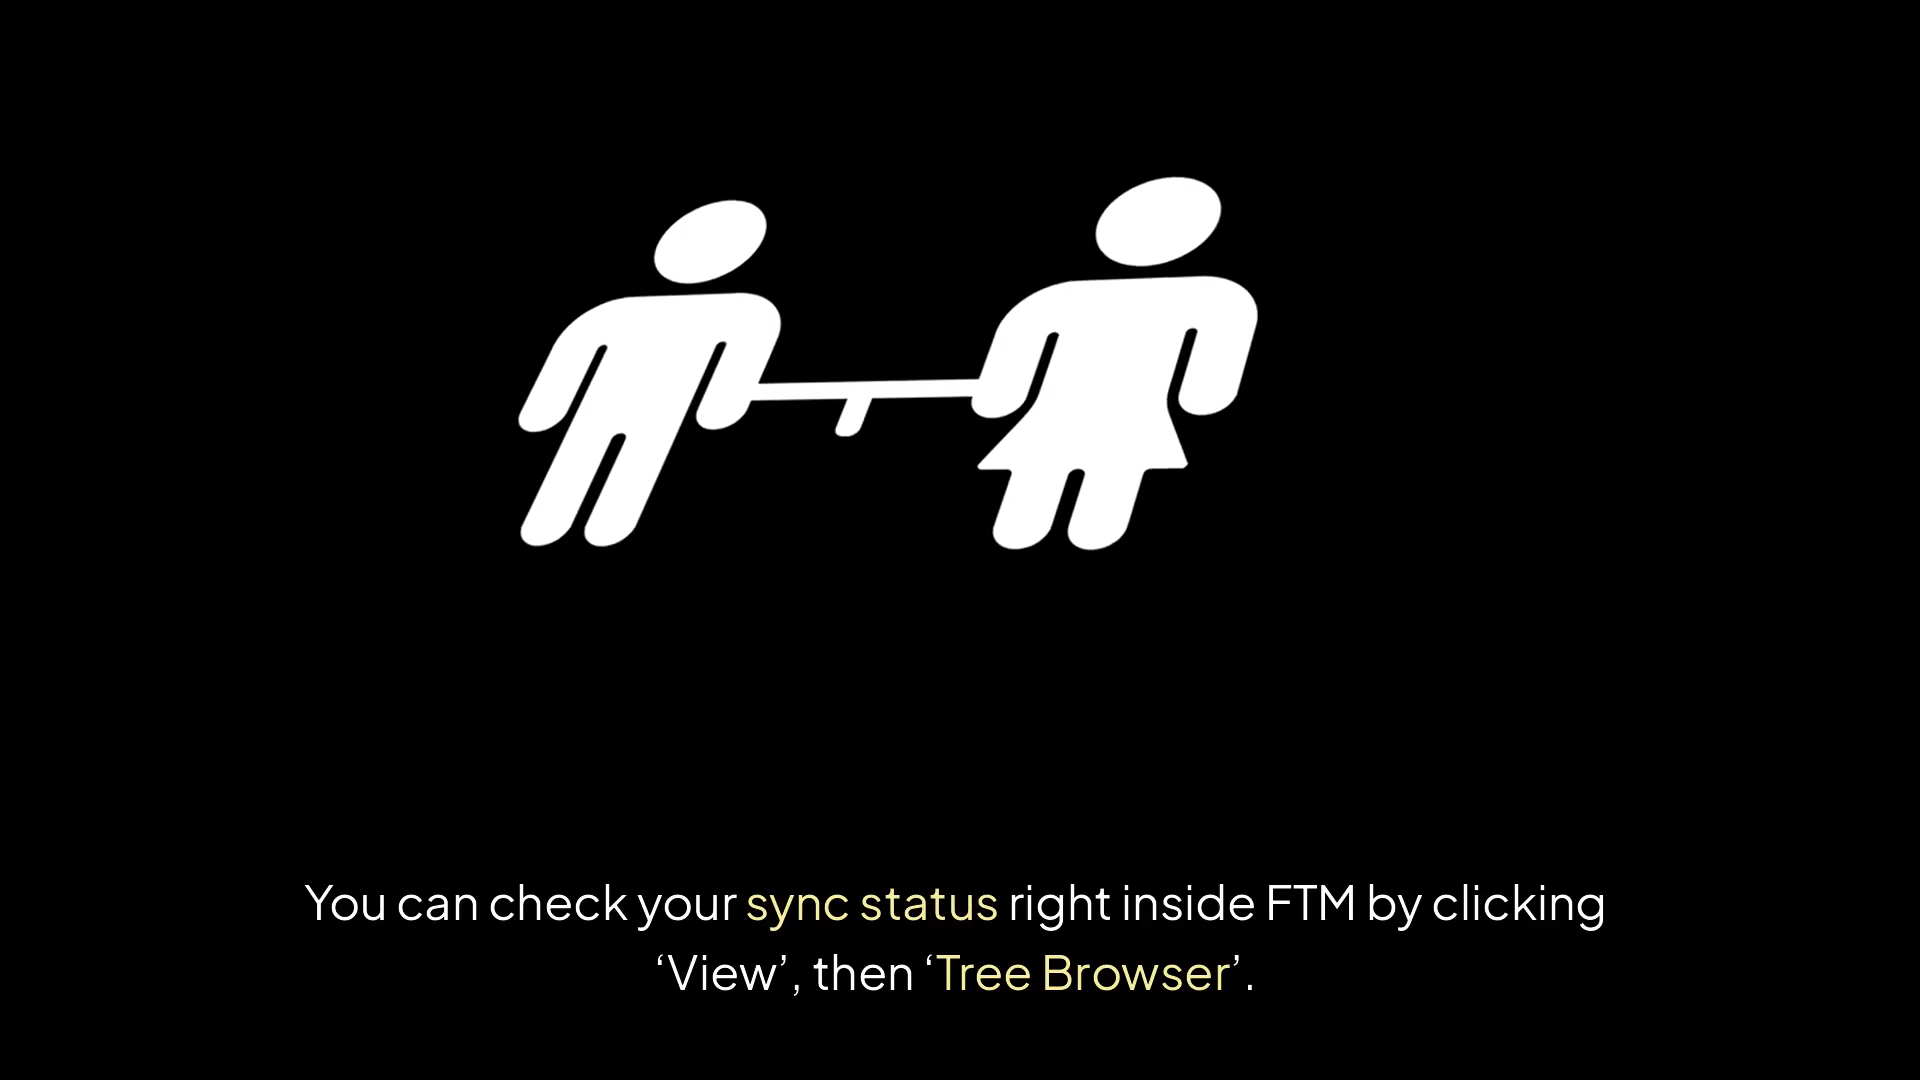 You can check your sync status right inside FTM by clicking
‘View’, then ‘Tree Browser’.